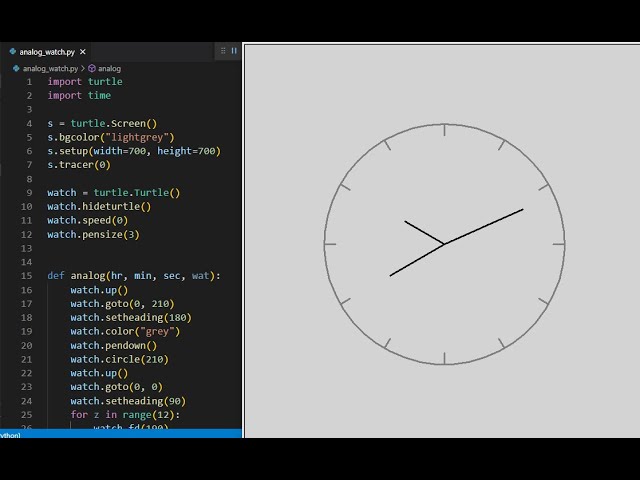 analog_watch.py ×
analog_watch.py > analog
1 import turtle
2 import time
3
4 s = turtle.Screen()
5 s.bgcolor("lightgrey")
6 s.setup(width=700, height=700)
7 s.tracer(0)
8
9 watch = turtle.Turtle()
10 watch.hideturtle()
11 watch.speed(0)
12 watch.pensize(3)
13
14
15 def analog(hr, min, sec, wat):
16 watch.up()
17 watch.goto(0, 210)
18 watch.setheading(180)
19 watch.color("grey")
20 watch.pendown()
21 watch.circle(210)
22 watch.up()
23 watch.goto(0, 0)
24 watch.setheading(90)
25 for z in range(12):
26 watch.fd(190)
ython)